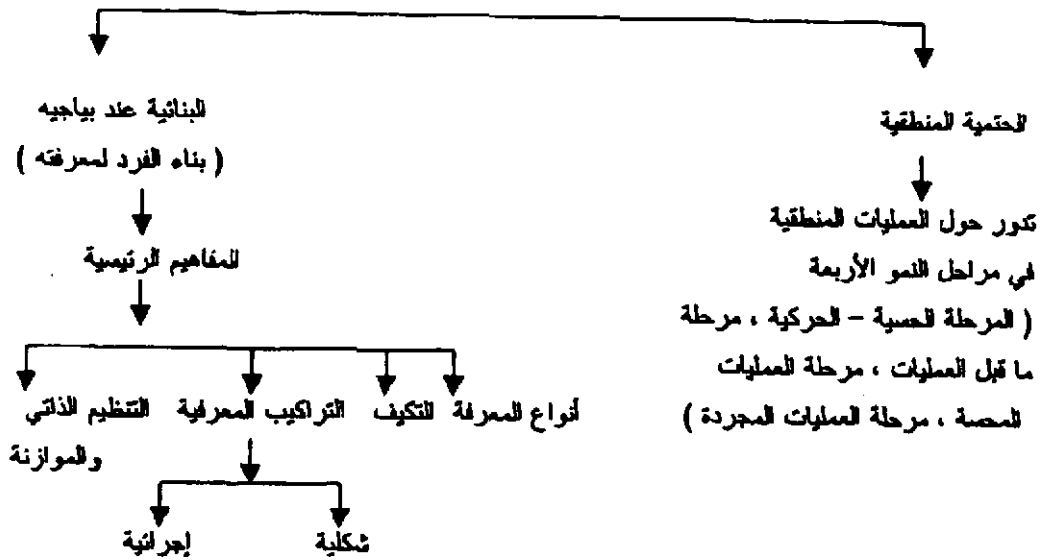 الحتمية المنطقية
تدور حول العمليات المنطقية
في مراحل النمو الأربعة
( المرحلة الحسية – الحركية ، مرحلة
ما قبل العمليات ، مرحلة العمليات
المحسة ، مرحلة العمليات المجردة )
البنائية عند بياجيه
( بناء الفرد لمعرفته )
المفاهيم الرئيسية
أنواع المعرفة التكيف التراكيب المعرفية التنظيم الذاتي
والموازنة
شكلية إجرائية